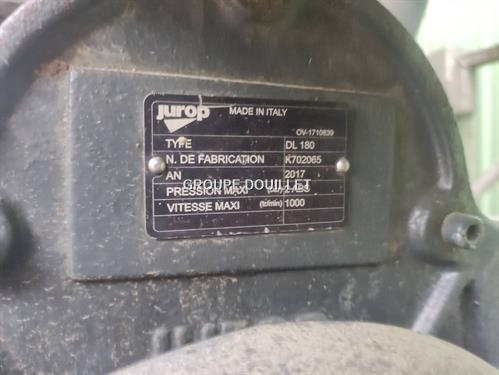 jurop
MADE IN ITALY
OV-1710839
TYPE DL 180
N. DE FABRICATION K702065
AN 2017
GROUPE DOUILLET
PRESSION MAXI
VITESSE MAXI (tr/min) 1000